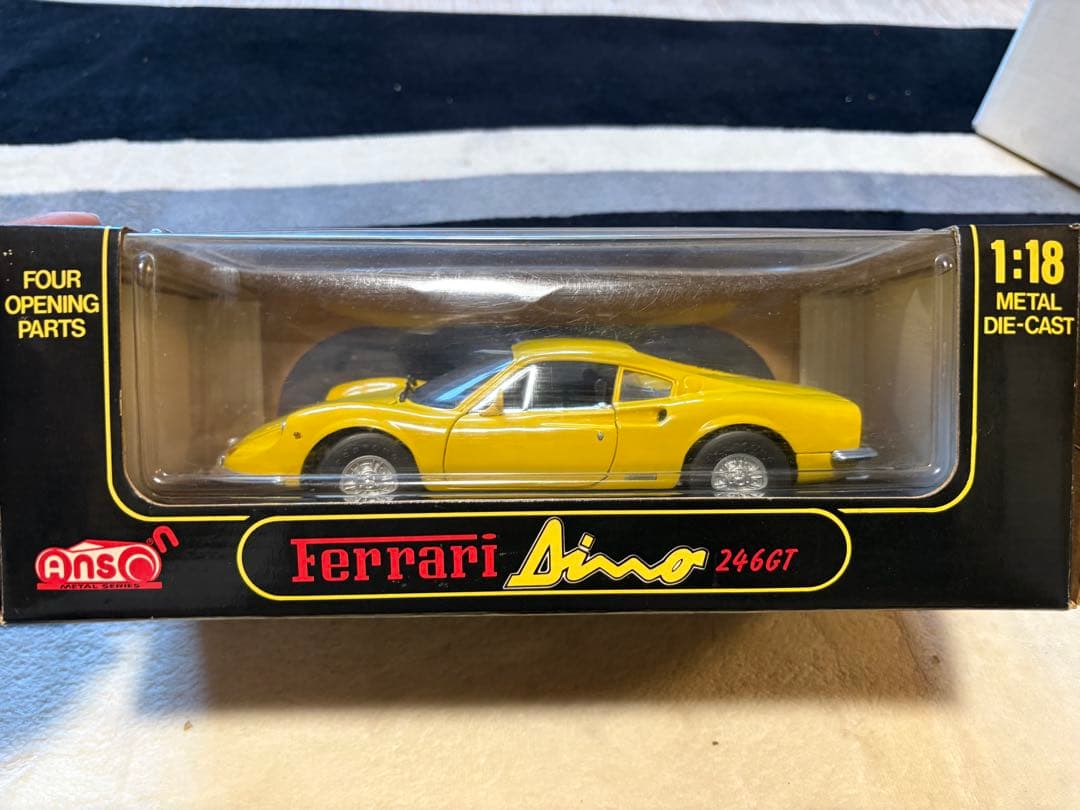 FOUR
OPENING
PARTS
1:18
METAL
DIE-CAST
Anson
METAL SERIES
Ferrari Dino 246GT